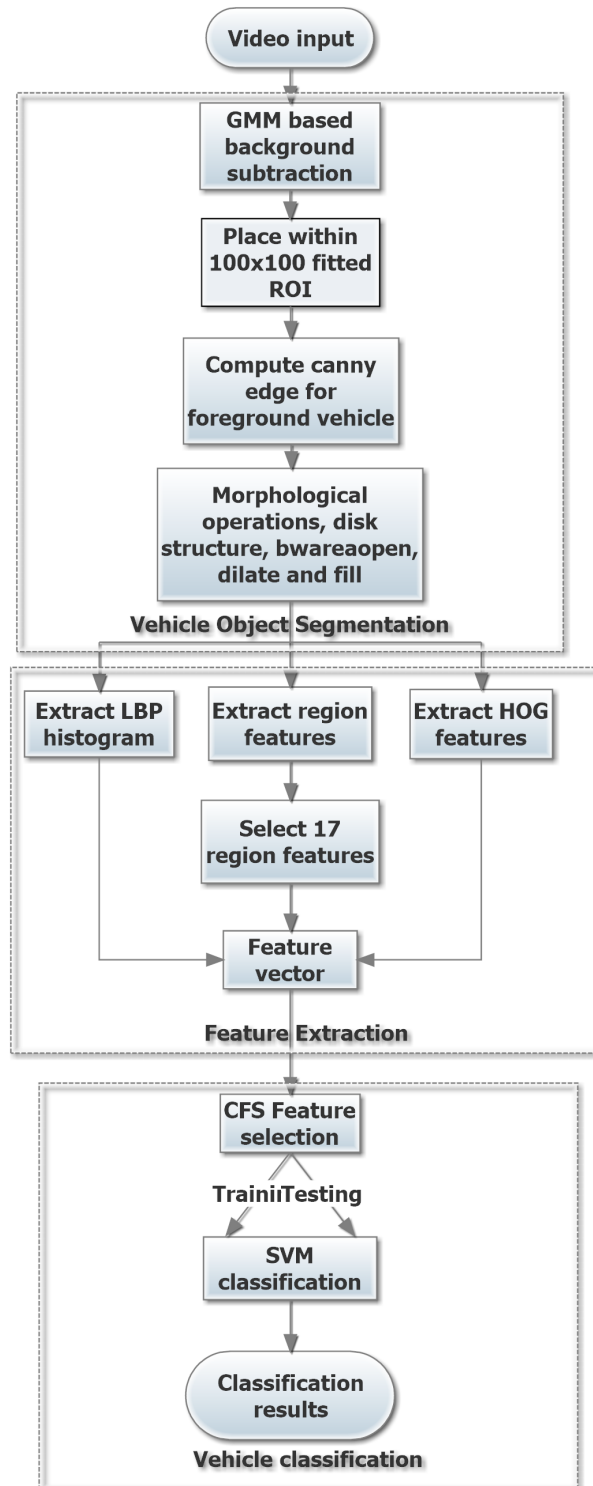 Video input
GMM based
background
subtraction
Place within
100x100 fitted
ROI
Compute canny
edge for
foreground vehicle
Morphological
operations, disk
structure, bwareaopen,
dilate and fill
Vehicle Object Segmentation
Extract LBP
histogram
Extract region
features
Extract HOG
features
Select 17
region features
Feature
vector
Feature Extraction
CFS Feature
selection
Testing
SVM
classification
Classification
results
Vehicle classification